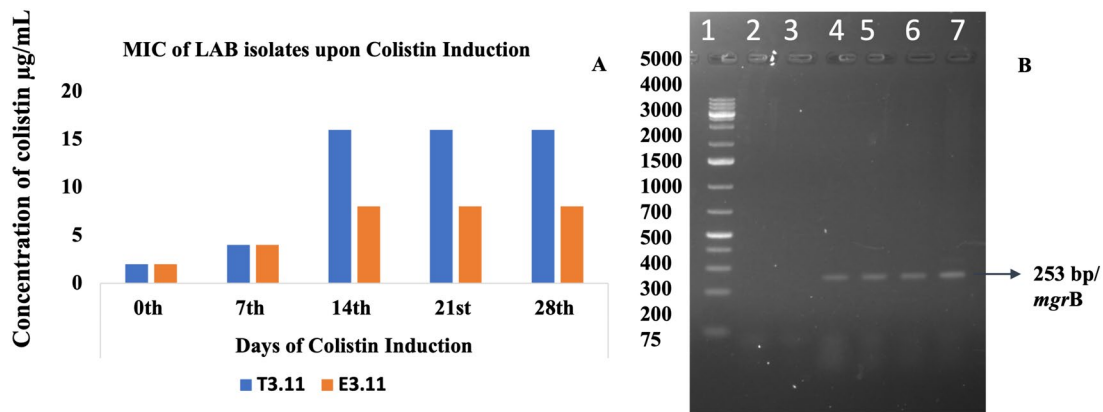 MIC of LAB isolates upon Colistin Induction
A
Concentration of colistin µg/mL
20
15
10
5
0
0th 7th 14th 21st 28th
Days of Colistin Induction
T3.11 E3.11
1 2 3 4 5 6 7
B
5000
4000
3000
2000
1500
1000
700
500
400
300
200
75
253 bp/
mgrB